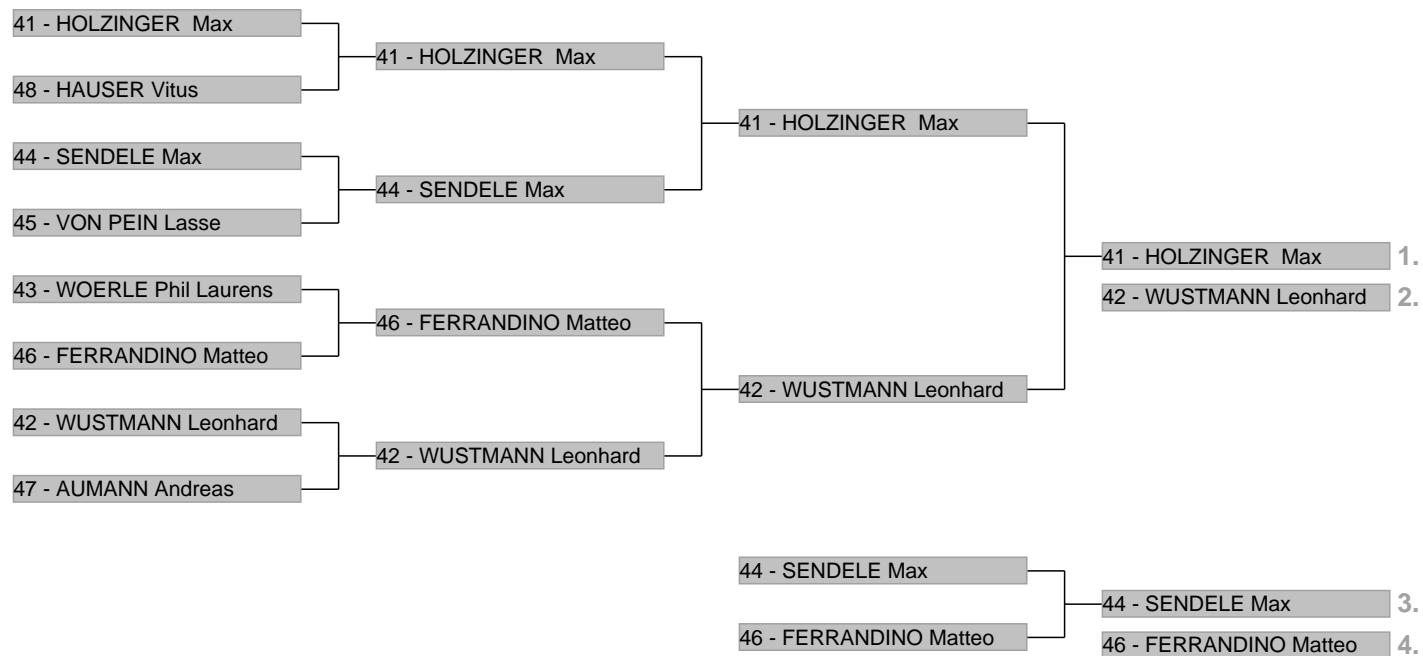 41 - HOLZINGER  Max
48 - HAUSER Vitus
44 - SENDELE Max
45 - VON PEIN Lasse
43 - WOERLE Phil Laurens
46 - FERRANDINO Matteo
42 - WUSTMANN Leonhard
47 - AUMANN Andreas
41 - HOLZINGER  Max
44 - SENDELE Max
46 - FERRANDINO Matteo
42 - WUSTMANN Leonhard
41 - HOLZINGER  Max
42 - WUSTMANN Leonhard
41 - HOLZINGER  Max 1.
42 - WUSTMANN Leonhard 2.
44 - SENDELE Max
46 - FERRANDINO Matteo
44 - SENDELE Max 3.
46 - FERRANDINO Matteo 4.